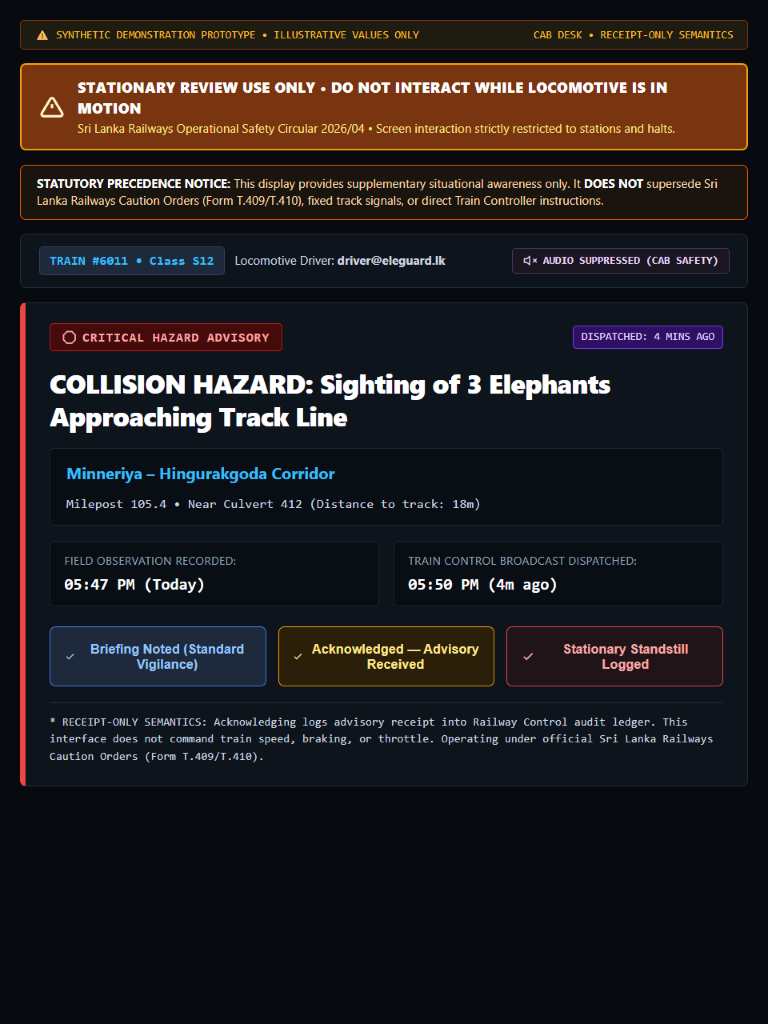 SYNTHETIC DEMONSTRATION PROTOTYPE • ILLUSTRATIVE VALUES ONLY
CAB DESK • RECEIPT-ONLY SEMANTICS
STATIONARY REVIEW USE ONLY • DO NOT INTERACT WHILE LOCOMOTIVE IS IN
MOTION
Sri Lanka Railways Operational Safety Circular 2026/04 • Screen interaction strictly restricted to stations and halts.
STATUTORY PRECEDENCE NOTICE: This display provides supplementary situational awareness only. It DOES NOT supersede Sri
Lanka Railways Caution Orders (Form T.409/T.410), fixed track signals, or direct Train Controller instructions.
TRAIN #6011 • Class S12
Locomotive Driver: driver@eleguard.lk
AUDIO SUPPRESSED (CAB SAFETY)
CRITICAL HAZARD ADVISORY
DISPATCHED: 4 MINS AGO
COLLISION HAZARD: Sighting of 3 Elephants
Approaching Track Line
Minneriya – Hingurakgoda Corridor
Milepost 105.4 • Near Culvert 412 (Distance to track: 18m)
FIELD OBSERVATION RECORDED:
05:47 PM (Today)
TRAIN CONTROL BROADCAST DISPATCHED:
05:50 PM (4m ago)
Briefing Noted (Standard
Vigilance)
Acknowledged — Advisory
Received
Stationary Standstill
Logged
* RECEIPT-ONLY SEMANTICS: Acknowledging logs advisory receipt into Railway Control audit ledger. This
interface does not command train speed, braking, or throttle. Operating under official Sri Lanka Railways
Caution Orders (Form T.409/T.410).